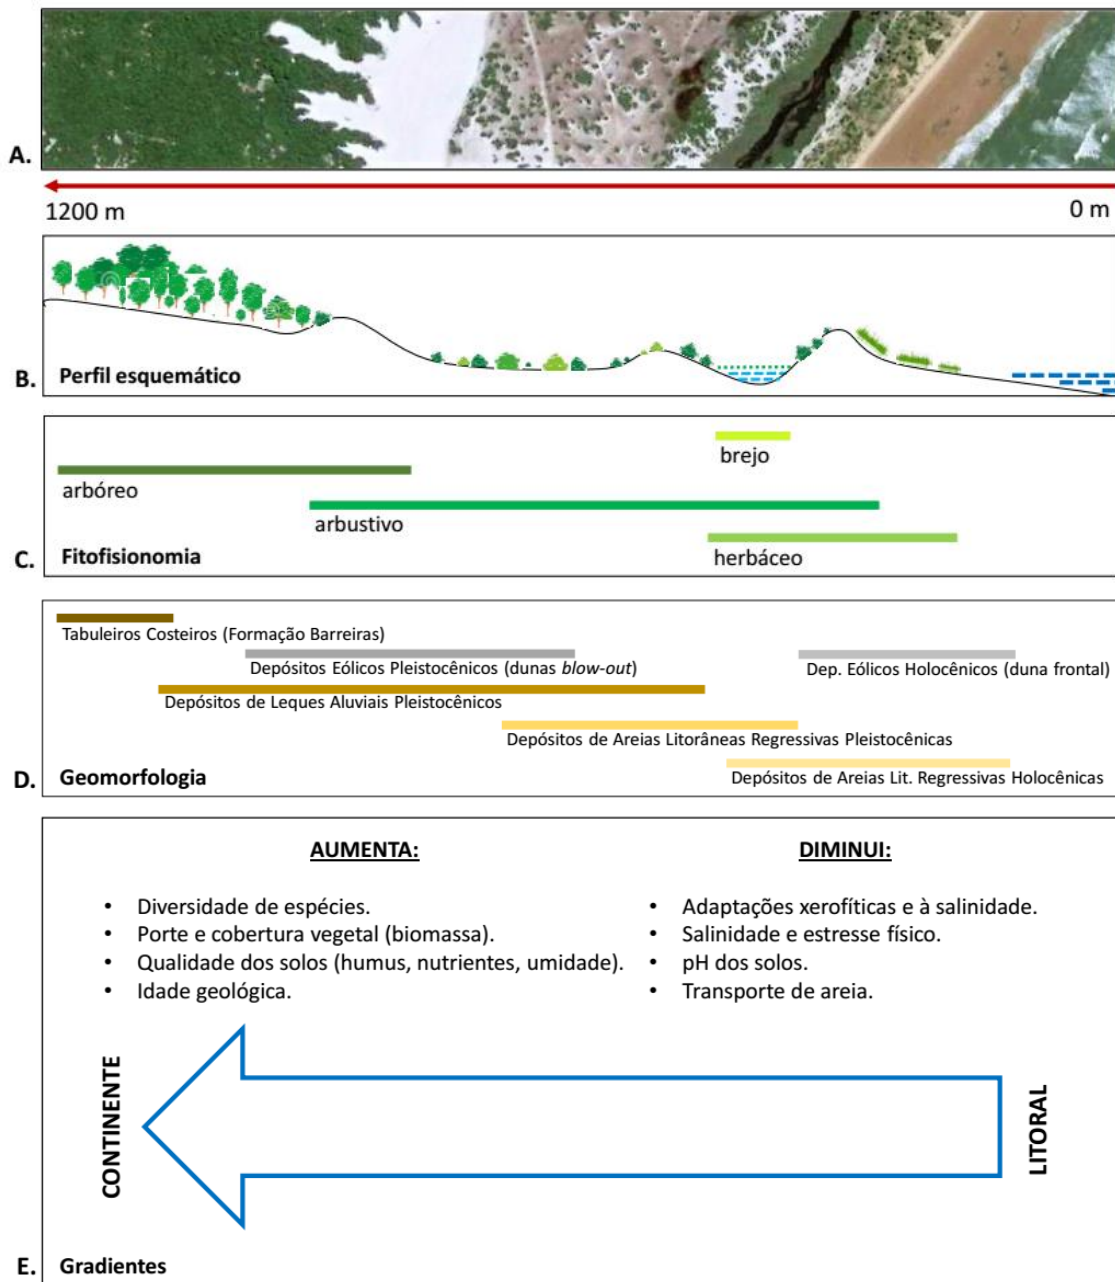 A.
1200 m
0 m
B.
Perfil esquemático
brejo
arbóreo
arbustivo
herbáceo
C.
Fitofisionomia
Tabuleiros Costeiros (Formação Barreiras)
Depósitos Eólicos Pleistocênicos (dunas blow-out)
Dep. Eólicos Holocênicos (duna frontal)
Depósitos de Leques Aluviais Pleistocênicos
Depósitos de Areias Litorâneas Regressivas Pleistocênicas
Depósitos de Areias Lit. Regressivas Holocênicas
D.
Geomorfologia
AUMENTA:
• Diversidade de espécies.
• Porte e cobertura vegetal (biomassa).
• Qualidade dos solos (humus, nutrientes, umidade).
• Idade geológica.
DIMINUI:
• Adaptações xerofíticas e à salinidade.
• Salinidade e estresse físico.
• pH dos solos.
• Transporte de areia.
CONTINENTE
LITORAL
E.
Gradientes